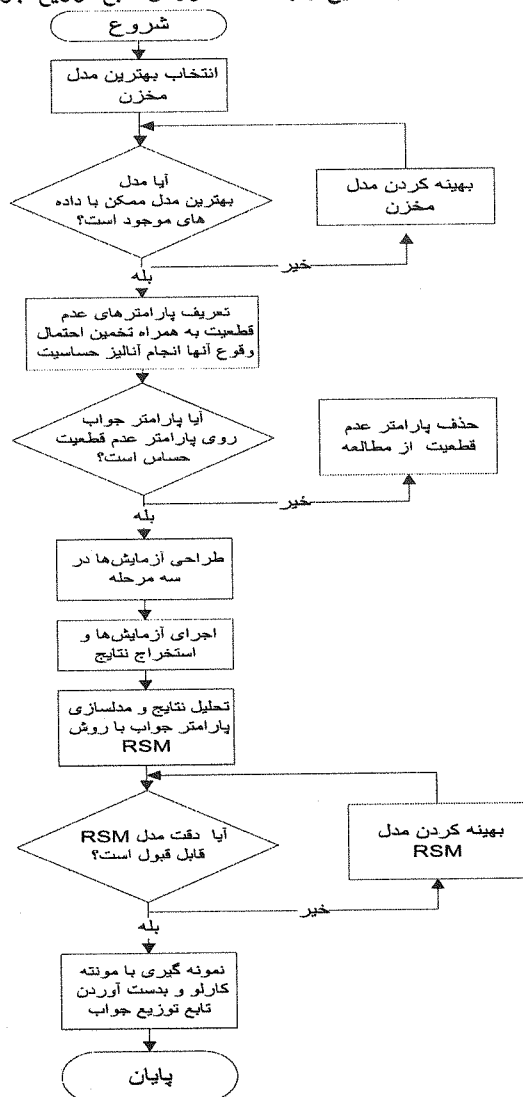 شروع
انتخاب بهترین مدل
مخزن
آیا مدل
بهترین مدل ممکن با داده
های موجود است؟
بهینه کردن مدل
مخزن
خیر
بله
تعریف پارامترهای عدم
قطعیت به همراه تخمین احتمال
وقوع آنها انجام آنالیز حساسیت
آیا پارامتر جواب
روی پارامتر عدم قطعیت
حساس است؟
حذف پارامتر عدم
قطعیت از مطالعه
خیر
بله
طراحی آزمایش‌ها در
سه مرحله
اجرای آزمایش‌ها و
استخراج نتایج
تحلیل نتایج و مدلسازی
پارامتر جواب با روش
RSM
آیا دقت مدل RSM
قابل قبول است؟
بهینه کردن مدل
RSM
خیر
بله
نمونه گیری با مونته
کارلو و بدست آوردن
تابع توزیع جواب
پایان